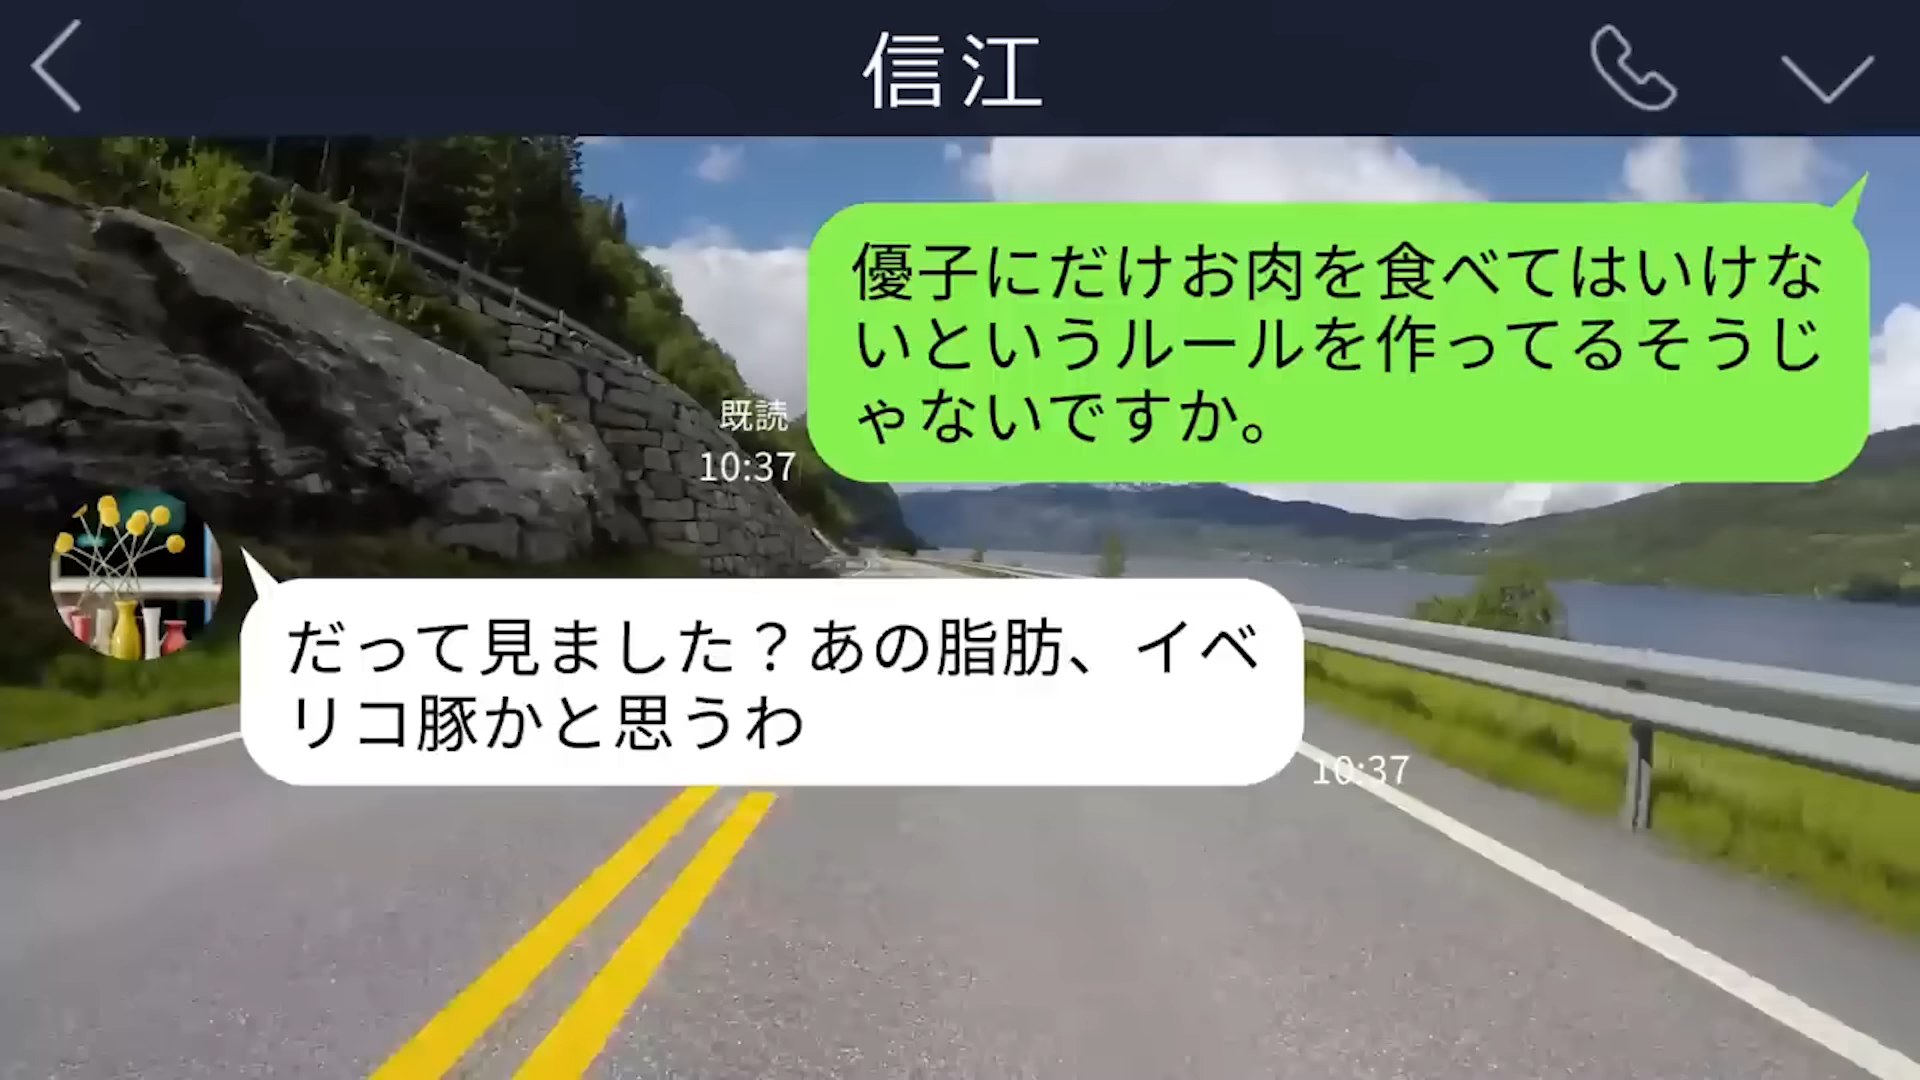 信江
優子にだけお肉を食べてはいけな
いというルールを作ってるそうじ
ゃないですか。
既読
10:37
だって見ました？あの脂肪、イベ
リコ豚かと思うわ
10:37